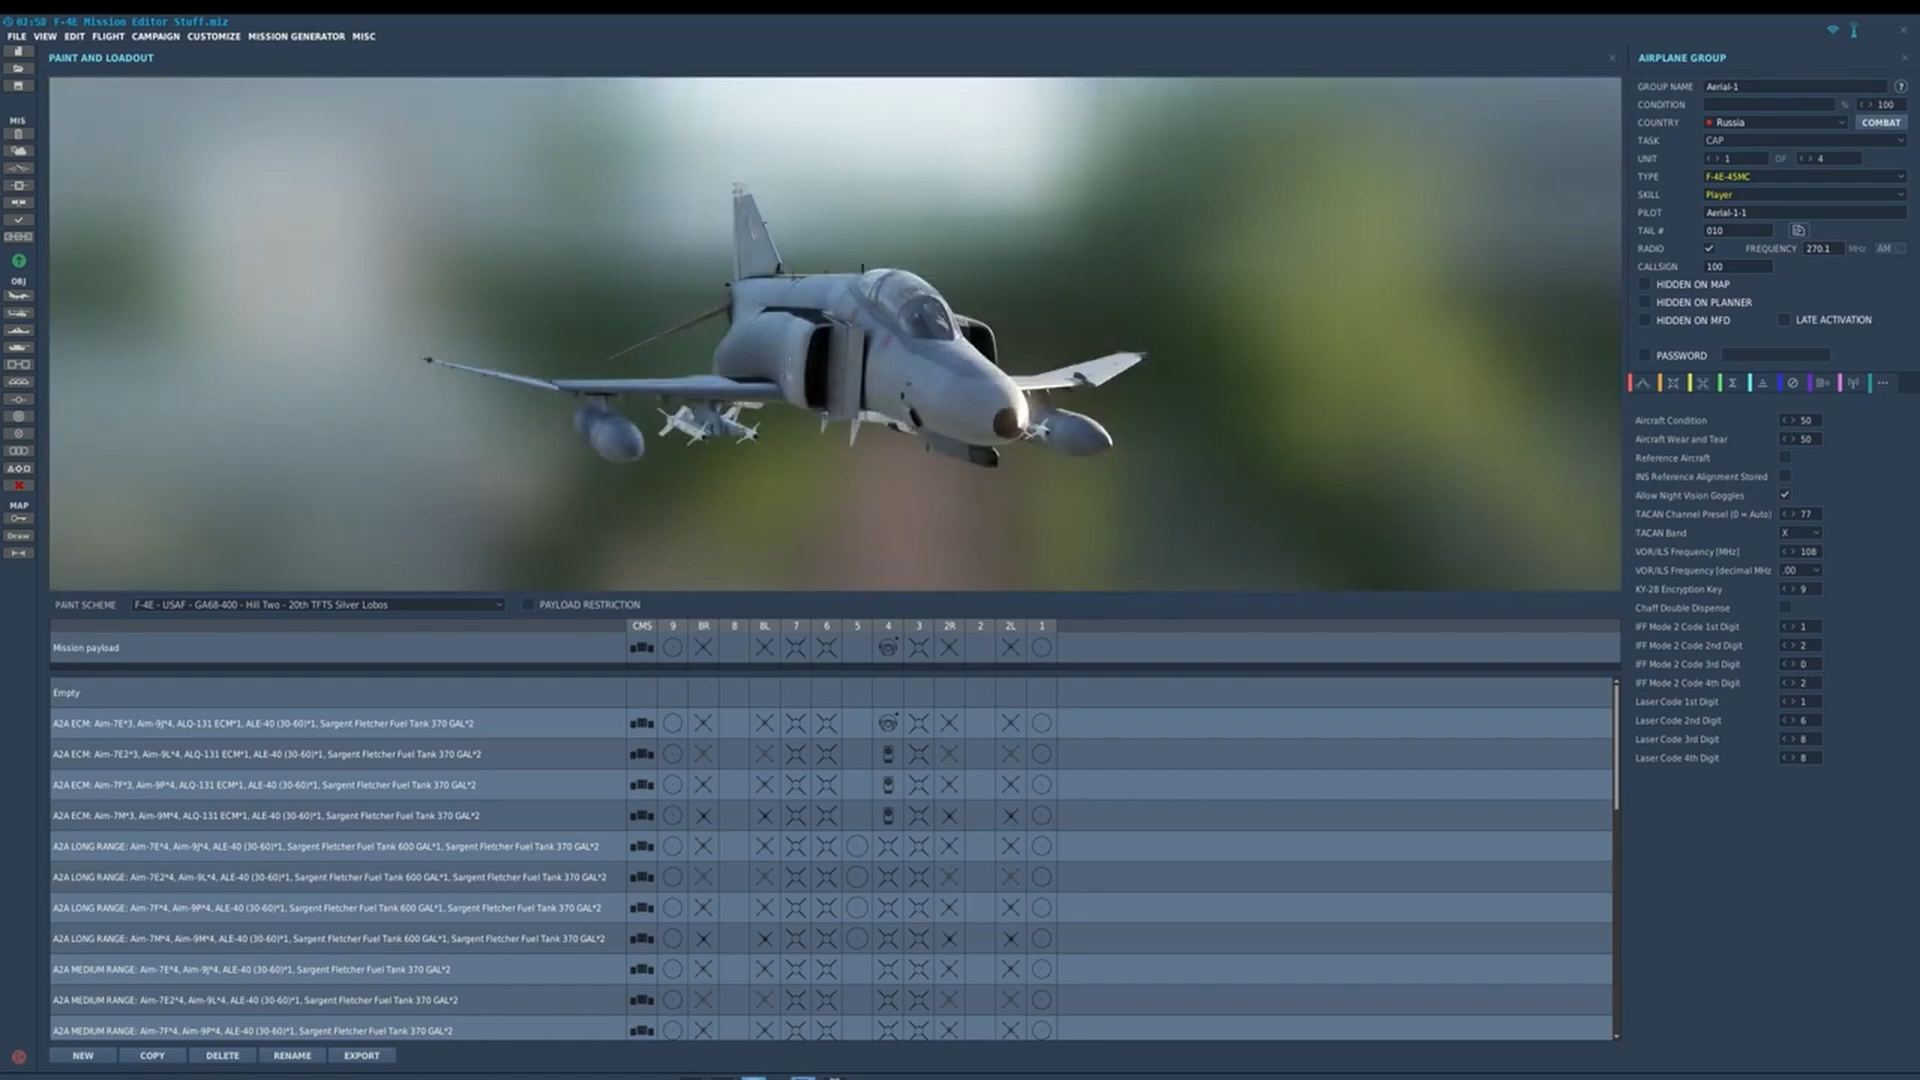 02:50 F-4E Mission Editor Stuff.miz
FILE VIEW EDIT FLIGHT CAMPAIGN CUSTOMIZE MISSION GENERATOR MISC
PAINT AND LOADOUT
MIS
OBJ
MAP
Draw
PAINT SCHEME F-4E - USAF - GA68-400 - Hill Two - 20th TFTS Silver Lobos PAYLOAD RESTRICTION
CMS 9 8R 8 8L 7 6 5 4 3 2R 2 2L 1
Mission payload
Empty
A2A ECM: Aim-7E*3, Aim-9J*4, ALQ-131 ECM*1, ALE-40 (30-60)*1, Sargent Fletcher Fuel Tank 370 GAL*2
A2A ECM: Aim-7E2*3, Aim-9L*4, ALQ-131 ECM*1, ALE-40 (30-60)*1, Sargent Fletcher Fuel Tank 370 GAL*2
A2A ECM: Aim-7F*3, Aim-9P*4, ALQ-131 ECM*1, ALE-40 (30-60)*1, Sargent Fletcher Fuel Tank 370 GAL*2
A2A ECM: Aim-7M*3, Aim-9M*4, ALQ-131 ECM*1, ALE-40 (30-60)*1, Sargent Fletcher Fuel Tank 370 GAL*2
A2A LONG RANGE: Aim-7E*4, Aim-9J*4, ALE-40 (30-60)*1, Sargent Fletcher Fuel Tank 600 GAL*1, Sargent Fletcher Fuel Tank 370 GAL*2
A2A LONG RANGE: Aim-7E2*4, Aim-9L*4, ALE-40 (30-60)*1, Sargent Fletcher Fuel Tank 600 GAL*1, Sargent Fletcher Fuel Tank 370 GAL*2
A2A LONG RANGE: Aim-7F*4, Aim-9P*4, ALE-40 (30-60)*1, Sargent Fletcher Fuel Tank 600 GAL*1, Sargent Fletcher Fuel Tank 370 GAL*2
A2A LONG RANGE: Aim-7M*4, Aim-9M*4, ALE-40 (30-60)*1, Sargent Fletcher Fuel Tank 600 GAL*1, Sargent Fletcher Fuel Tank 370 GAL*2
A2A MEDIUM RANGE: Aim-7E*4, Aim-9J*4, ALE-40 (30-60)*1, Sargent Fletcher Fuel Tank 370 GAL*2
A2A MEDIUM RANGE: Aim-7E2*4, Aim-9L*4, ALE-40 (30-60)*1, Sargent Fletcher Fuel Tank 370 GAL*2
A2A MEDIUM RANGE: Aim-7F*4, Aim-9P*4, ALE-40 (30-60)*1, Sargent Fletcher Fuel Tank 370 GAL*2
NEW COPY DELETE RENAME EXPORT
AIRPLANE GROUP
GROUP NAME Aerial-1 ?
CONDITION % <> 100
COUNTRY Russia COMBAT
TASK CAP
UNIT <> 1 OF <> 4
TYPE F-4E-45MC
SKILL Player
PILOT Aerial-1-1
TAIL # 010
RADIO FREQUENCY 270.1 MHz AM
CALLSIGN 100
HIDDEN ON MAP
HIDDEN ON PLANNER
HIDDEN ON MFD LATE ACTIVATION
PASSWORD
Aircraft Condition <> 50
Aircraft Wear and Tear <> 50
Reference Aircraft
INS Reference Alignment Stored
Allow Night Vision Goggles
TACAN Channel Preset (0 = Auto) <> 77
TACAN Band X
VOR/ILS Frequency [MHz] <> 108
VOR/ILS Frequency [decimal MHz .00
KY-28 Encryption Key <> 9
Chaff Double Dispense
IFF Mode 2 Code 1st Digit <> 1
IFF Mode 2 Code 2nd Digit <> 2
IFF Mode 2 Code 3rd Digit <> 0
IFF Mode 2 Code 4th Digit <> 2
Laser Code 1st Digit <> 1
Laser Code 2nd Digit <> 6
Laser Code 3rd Digit <> 8
Laser Code 4th Digit <> 8